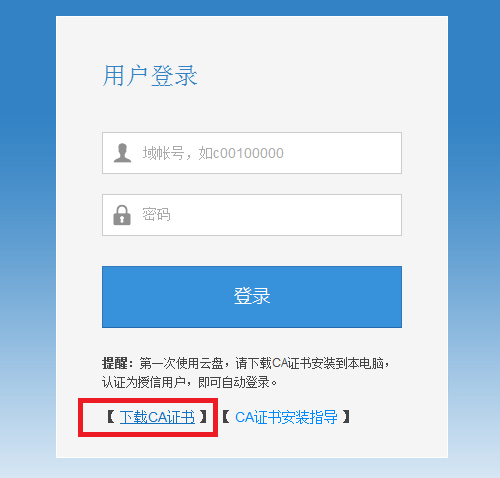 用户登录
域帐号，如c00100000
密码
登录
提醒：第一次使用云盘，请下载CA证书安装到本电脑，
认证为授信用户，即可自动登录。
【 下载CA证书 】【 CA证书安装指导 】